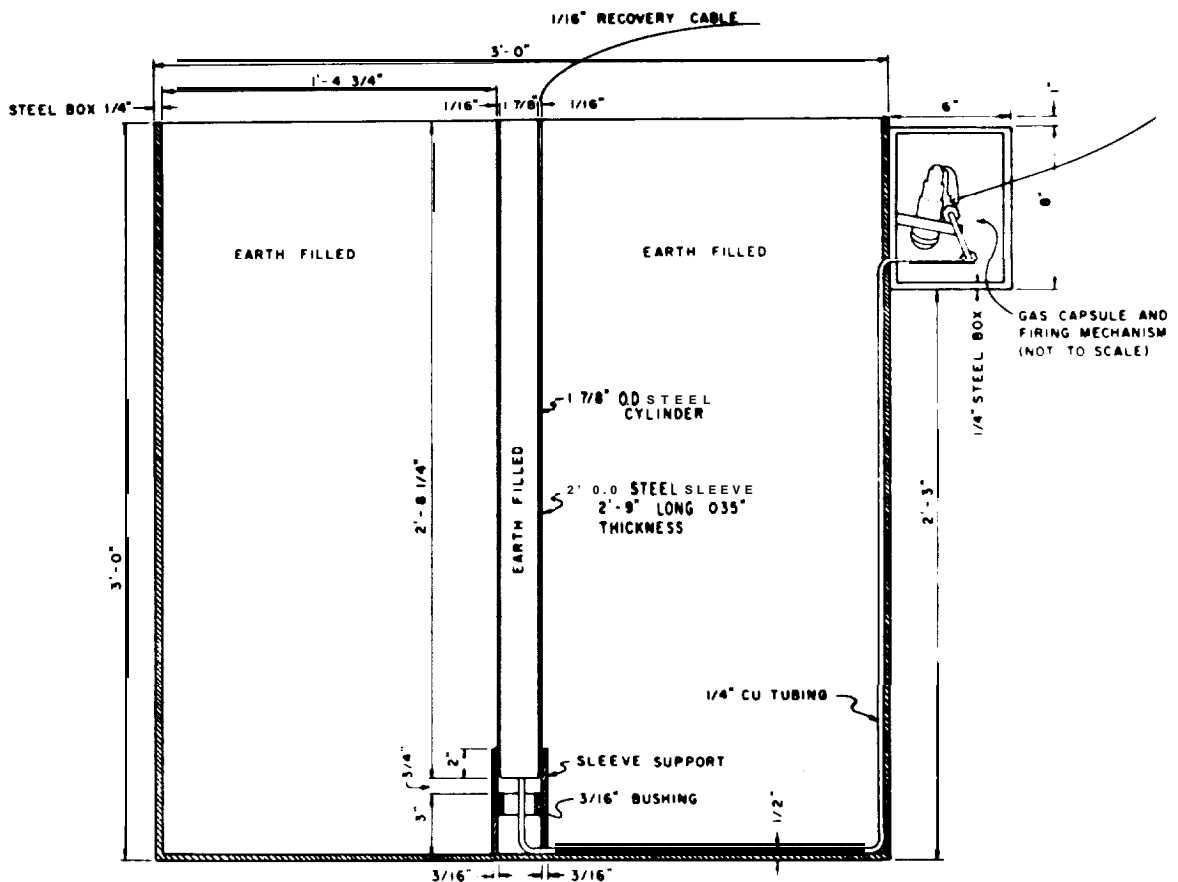 1/16" RECOVERY CABLE
3'-0"
1'-4 3/4"
STEEL BOX 1/4"
1/16"
1 7/8"
1/16"
6"
1"
8"
EARTH FILLED
EARTH FILLED
GAS CAPSULE AND
FIRING MECHANISM
(NOT TO SCALE)
1/4" STEEL BOX
1 7/8" O.D STEEL
CYLINDER
EARTH FILLED
2' 0.0 STEEL SLEEVE
2'-9" LONG 035"
THICKNESS
2'-8 1/4"
2'-3"
3'-0"
1/4" CU TUBING
2"
3/4"
SLEEVE SUPPORT
3/16" BUSHING
3"
1/2"
3/16"
3/16"